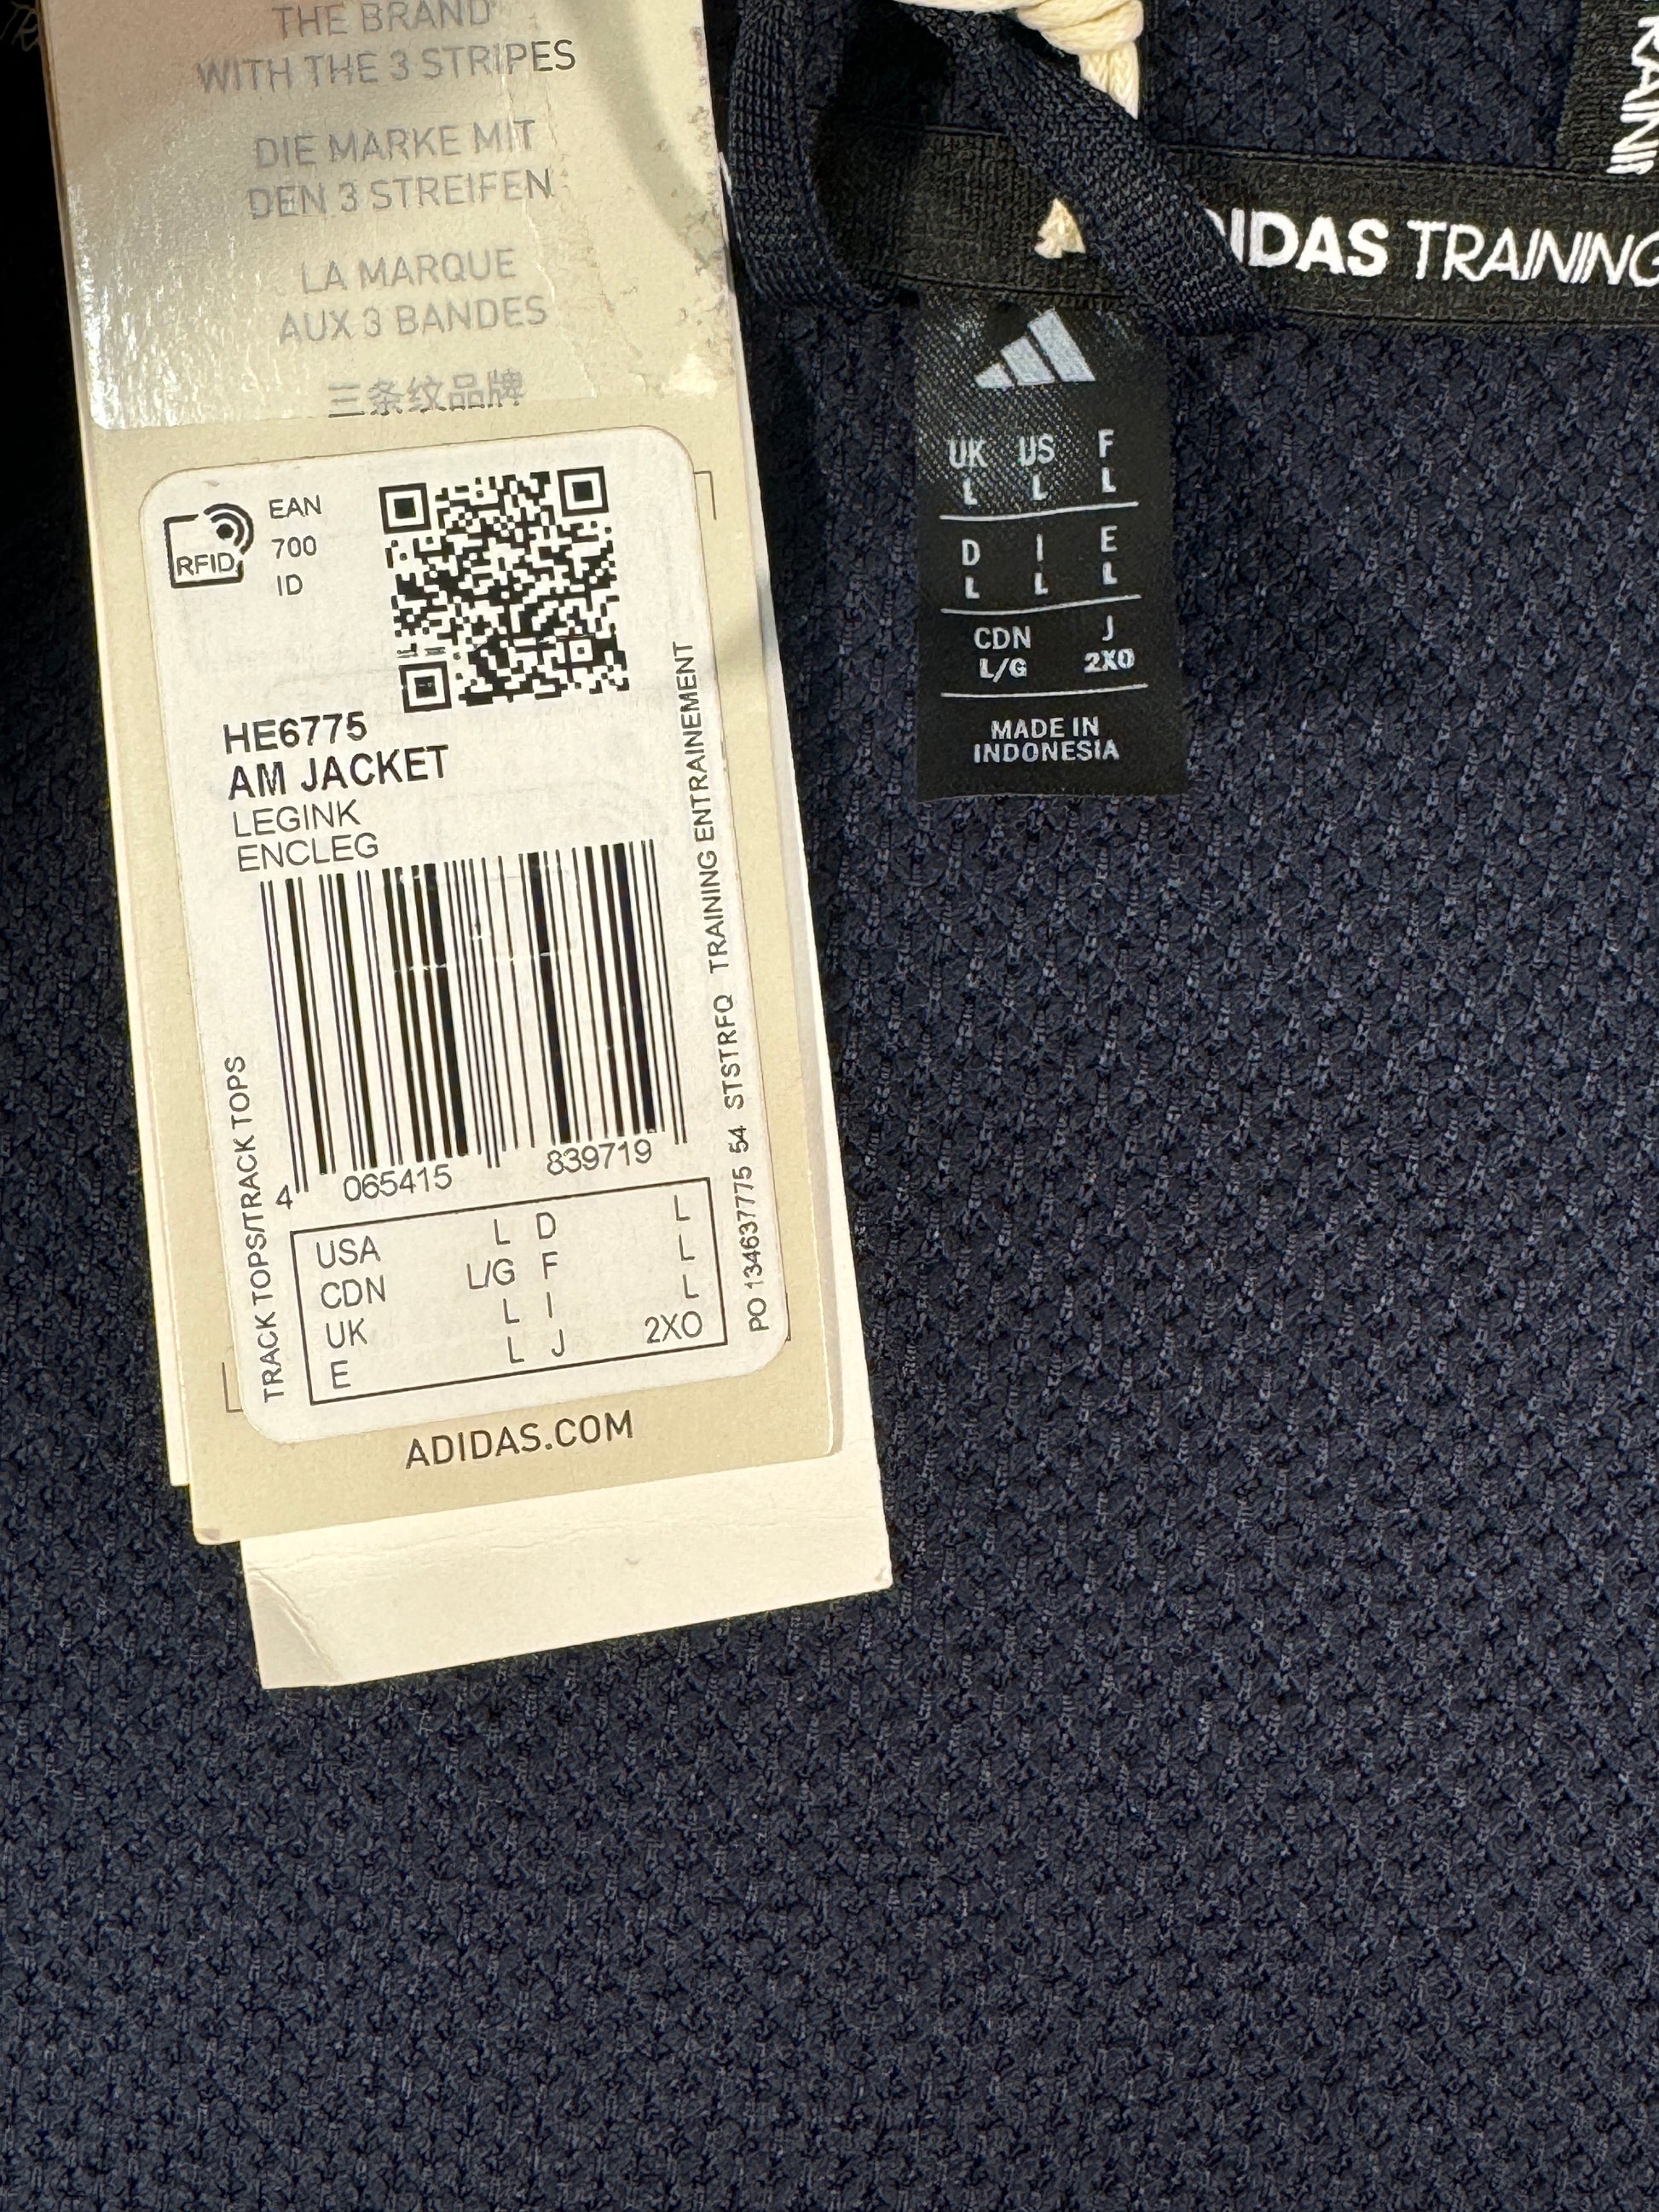 THE BRAND
WITH THE 3 STRIPES
DIE MARKE MIT
DEN 3 STREIFEN
LA MARQUE
AUX 3 BANDES
三条纹品牌
RFID
EAN
700
ID
HE6775
AM JACKET
LEGINK
ENCLEG
4 065415 839719
TRACK TOPS/TRACK TOPS
PO 134637775 54 STSTRFQ TRAINING ENTRAINEMENT
USA L D L
CDN L/G F L
UK L I L
E L J 2XO
ADIDAS.COM
IDAS TRAINING
RAINI
UK US F
L L L
D I E
L L L
CDN J
L/G 2XO
MADE IN
INDONESIA